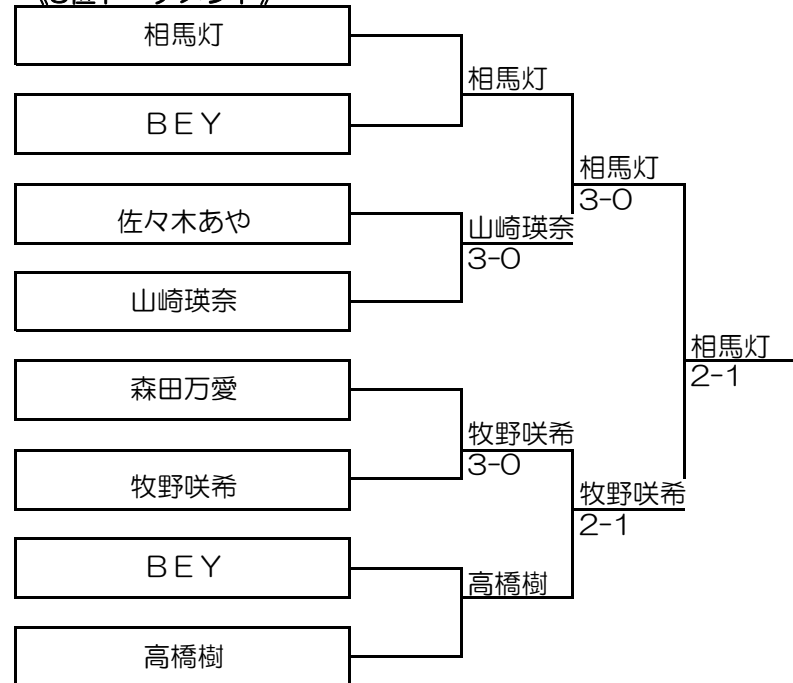 相馬灯
ＢＥＹ
佐々木あや
山崎瑛奈
森田万愛
牧野咲希
ＢＥＹ
高橋樹
相馬灯
山崎瑛奈
3-0
牧野咲希
3-0
高橋樹
相馬灯
3-0
牧野咲希
2-1
相馬灯
2-1